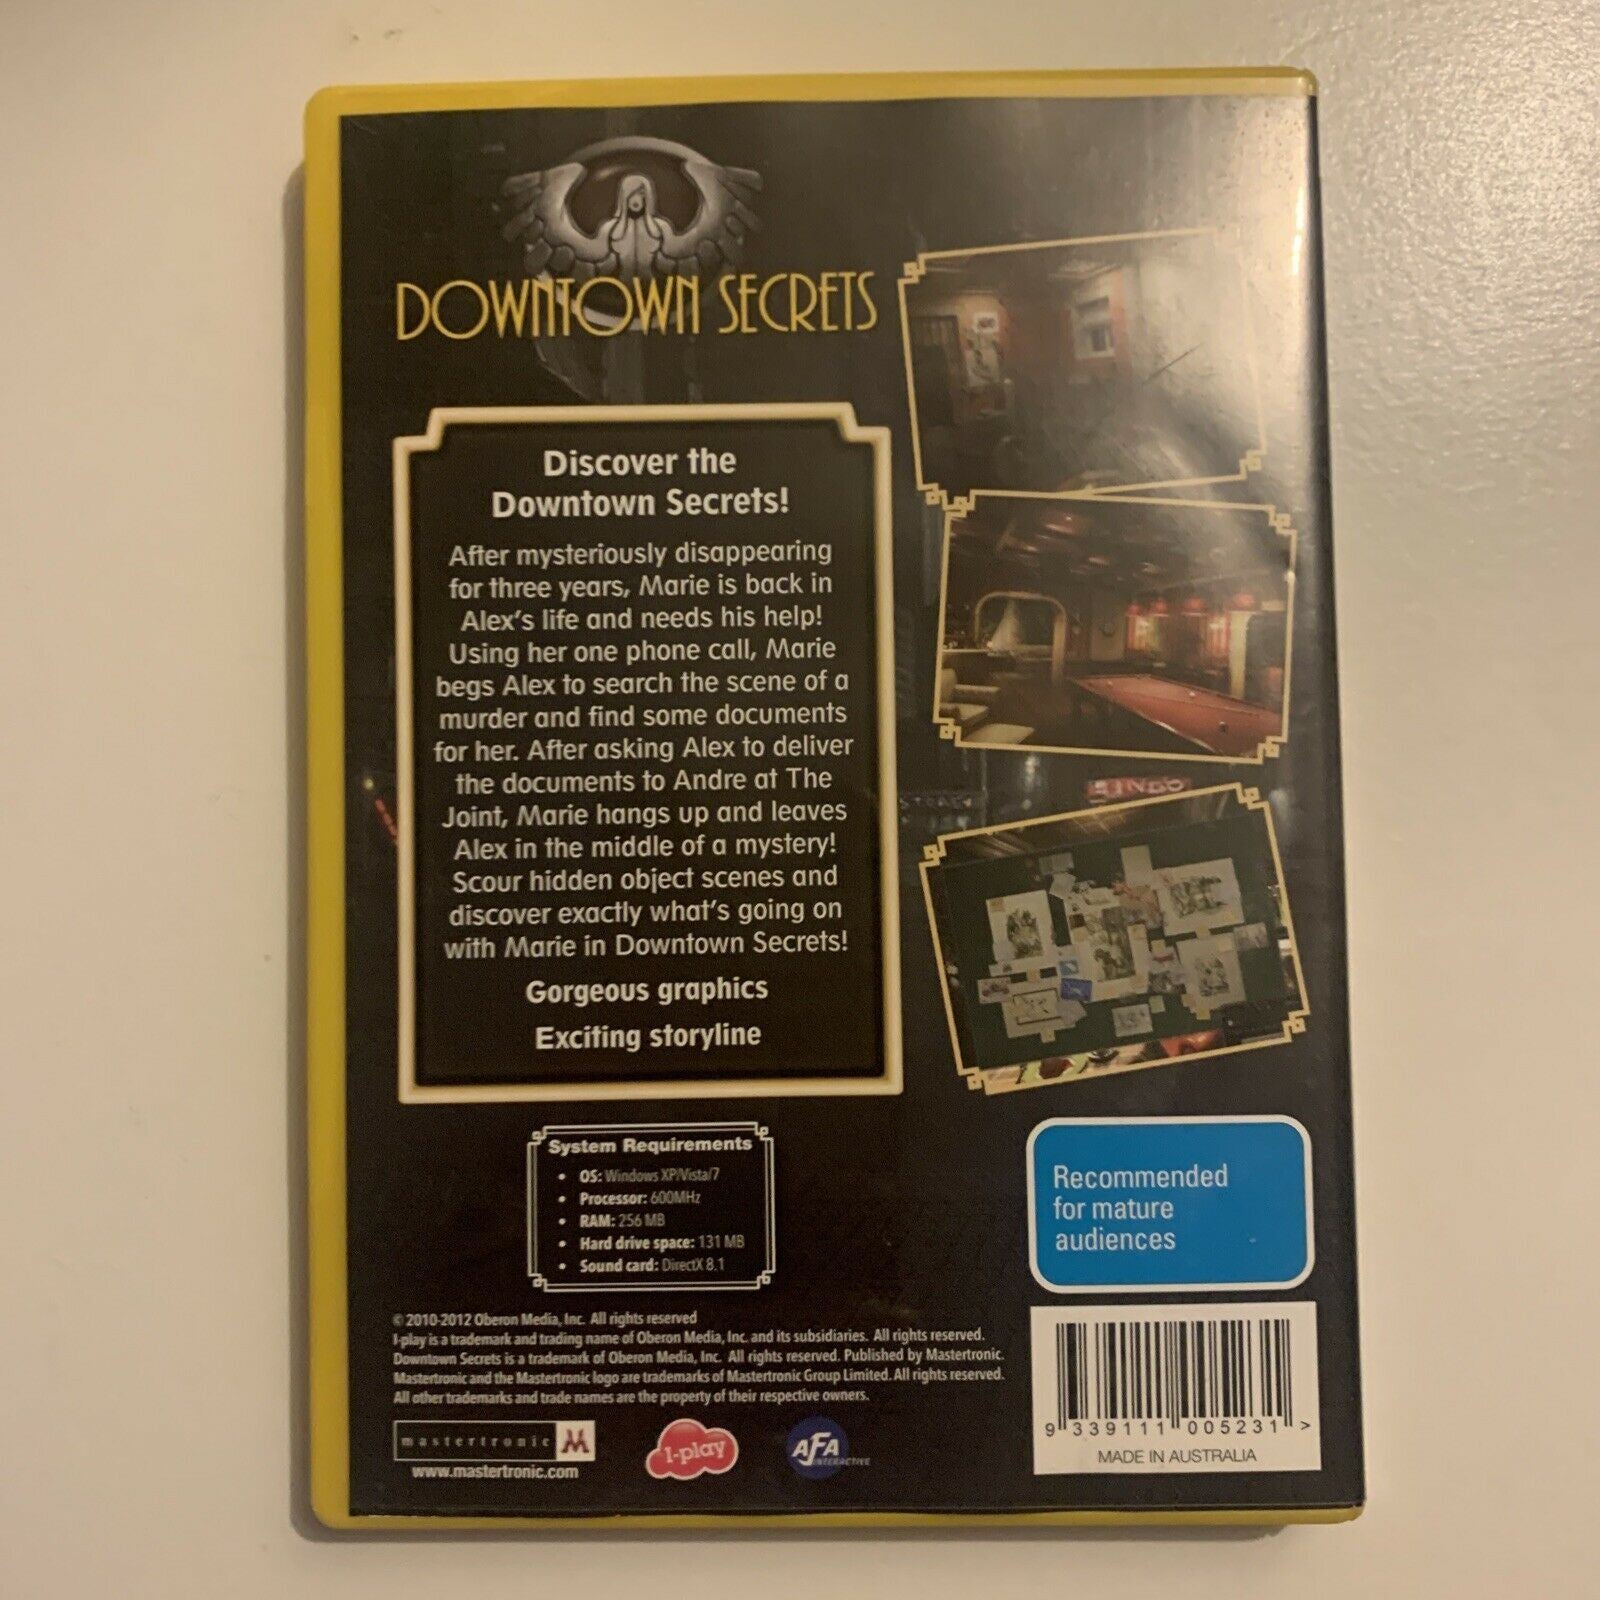 DOWNTOWN SECRETS
Discover the
Downtown Secrets!
After mysteriously disappearing
for three years, Marie is back in
Alex's life and needs his help!
Using her one phone call, Marie
begs Alex to search the scene of a
murder and find some documents
for her. After asking Alex to deliver
the documents to Andre at The
Joint, Marie hangs up and leaves
Alex in the middle of a mystery!
Scour hidden object scenes and
discover exactly what's going on
with Marie in Downtown Secrets!
Gorgeous graphics
Exciting storyline
System Requirements
• OS: Windows XP/Vista/7
• Processor: 600MHz
• RAM: 256 MB
• Hard drive space: 131 MB
• Sound card: DirectX 8.1
Recommended
for mature
audiences
© 2010-2012 Oberon Media, Inc. All rights reserved
I-play is a trademark and trading name of Oberon Media, Inc. and its subsidiaries. All rights reserved.
Downtown Secrets is a trademark of Oberon Media, Inc. All rights reserved. Published by Mastertronic.
Mastertronic and the Mastertronic logo are trademarks of Mastertronic Group Limited. All rights reserved.
All other trademarks and trade names are the property of their respective owners.
mastertronic M
www.mastertronic.com
I-play
AFA
INTERACTIVE
9 339111 005231 >
MADE IN AUSTRALIA